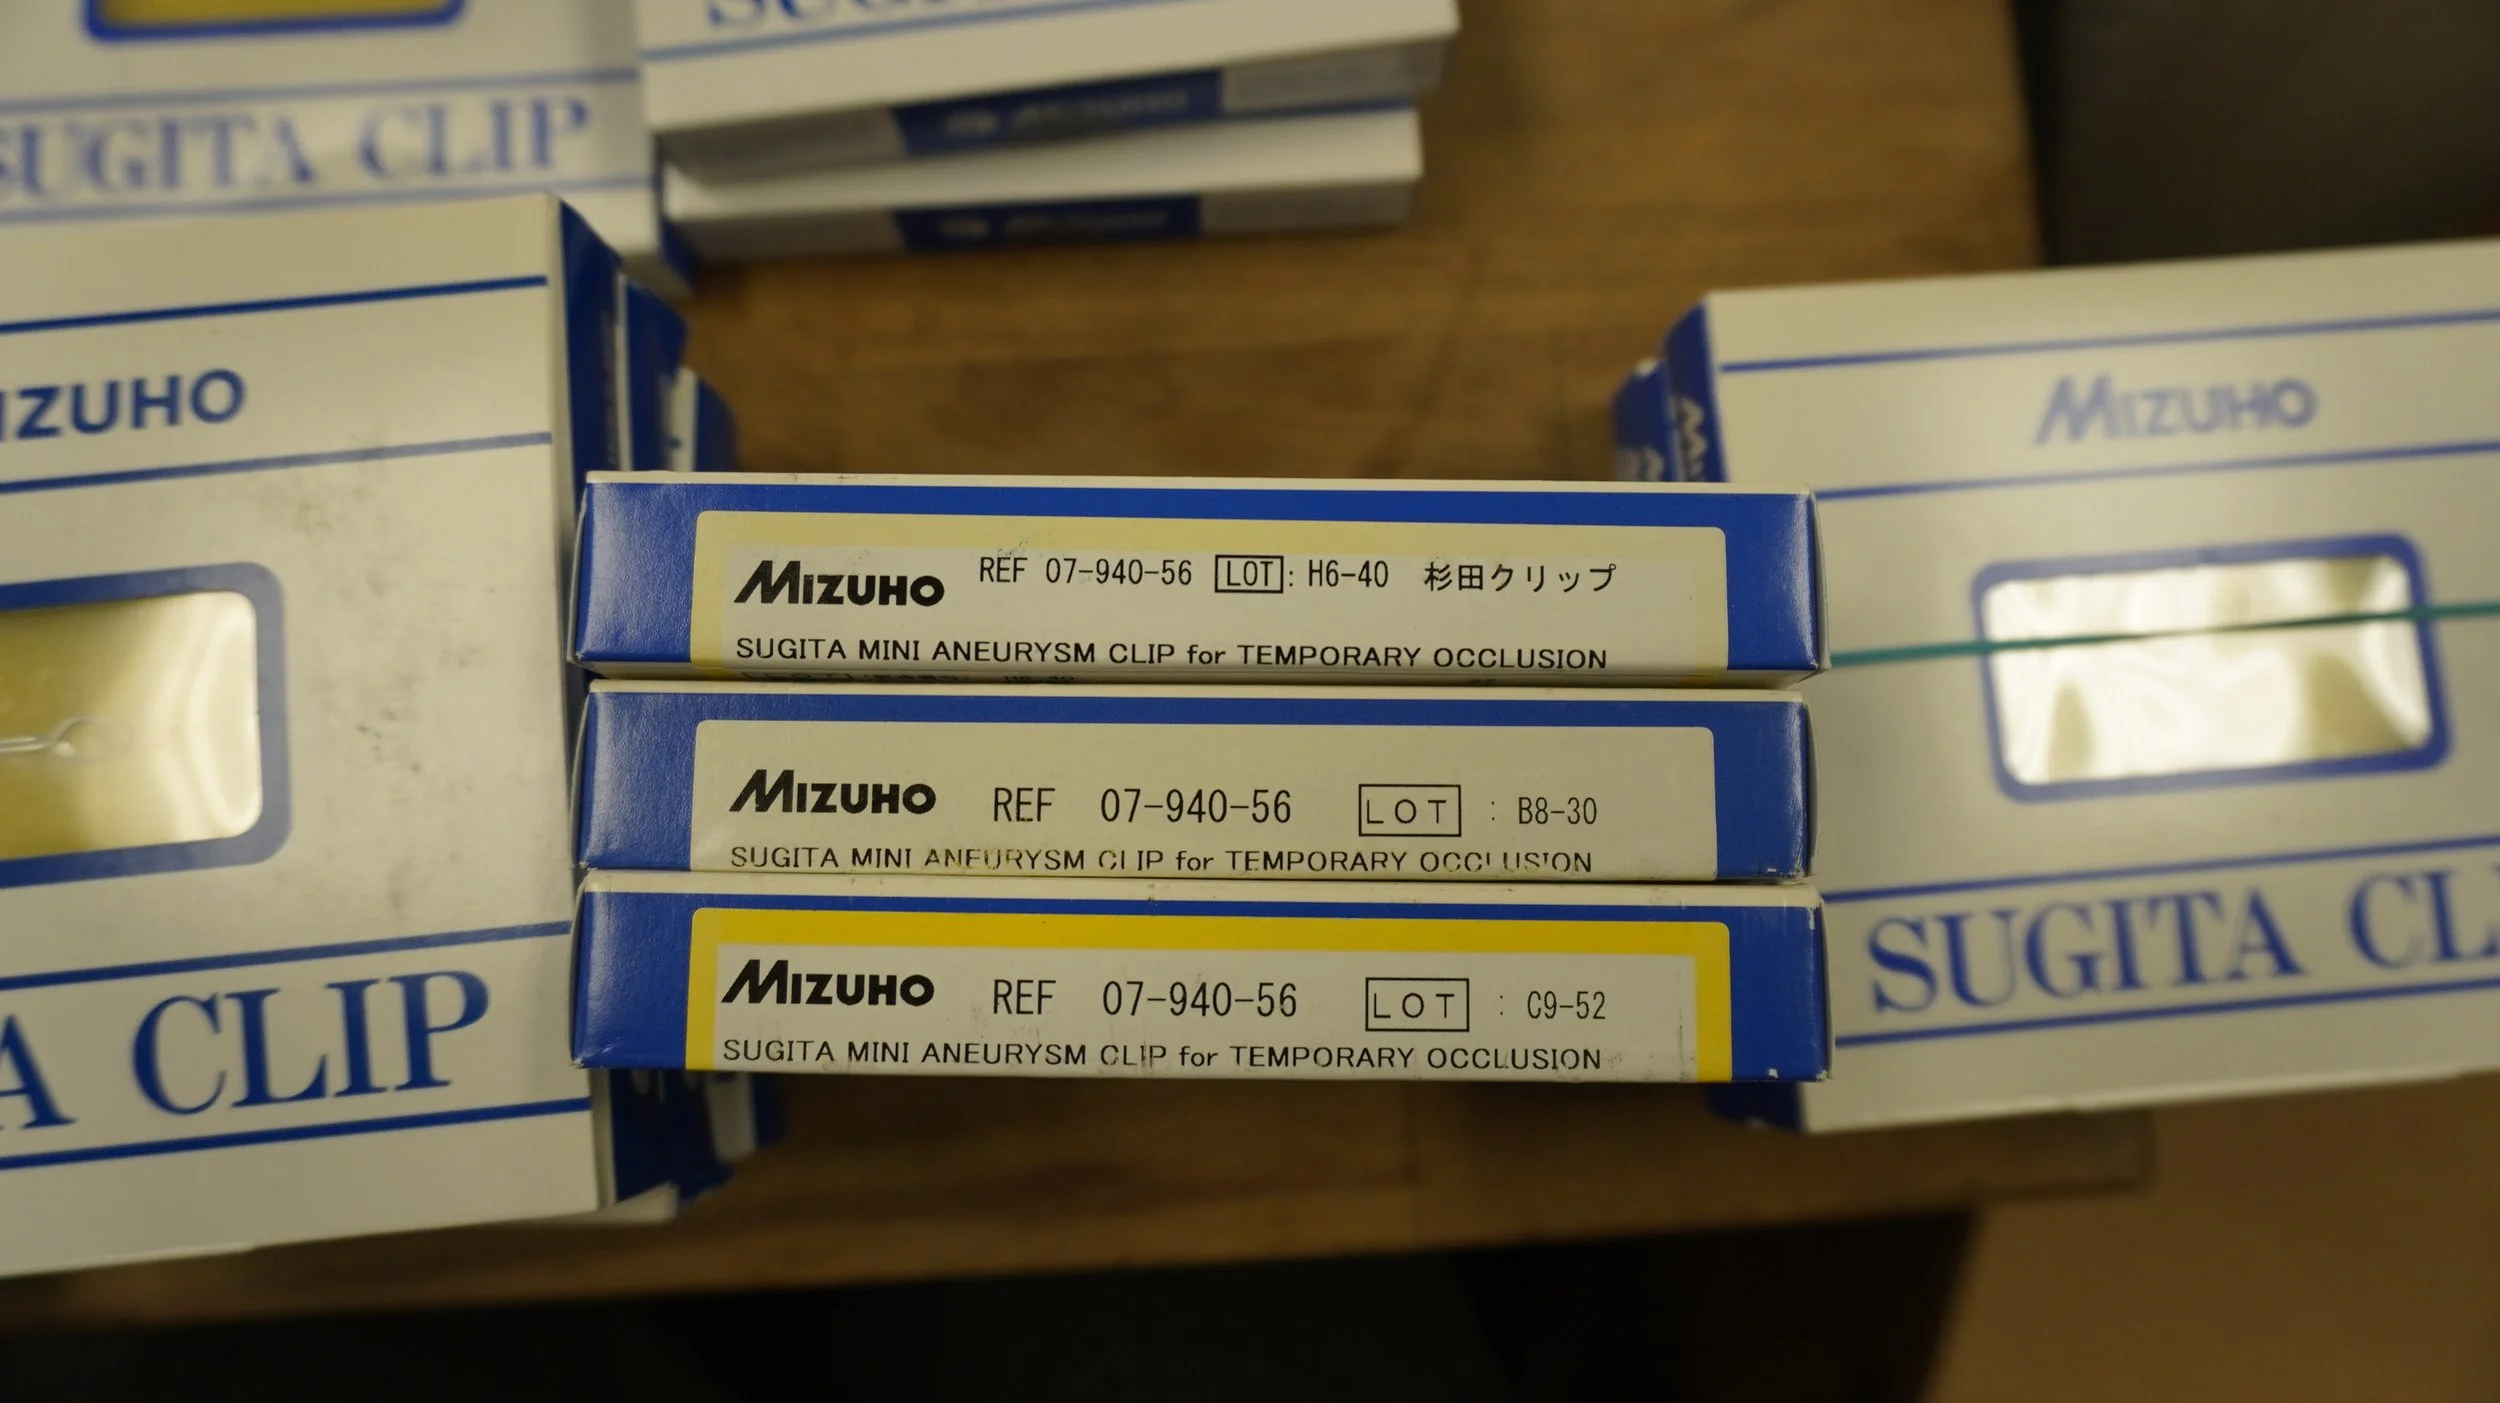 SUGITA CLIP
MIZUHO
CLIP
MIZUHO REF 07-940-56 LOT: H6-40 杉田クリップ
SUGITA MINI ANEURYSM CLIP for TEMPORARY OCCLUSION
MIZUHO REF 07-940-56 LOT : B8-30
SUGITA MINI ANEURYSM CLIP for TEMPORARY OCCLUSION
MIZUHO REF 07-940-56 LOT : C9-52
SUGITA MINI ANEURYSM CLIP for TEMPORARY OCCLUSION
MIZUHO
SUGITA CL